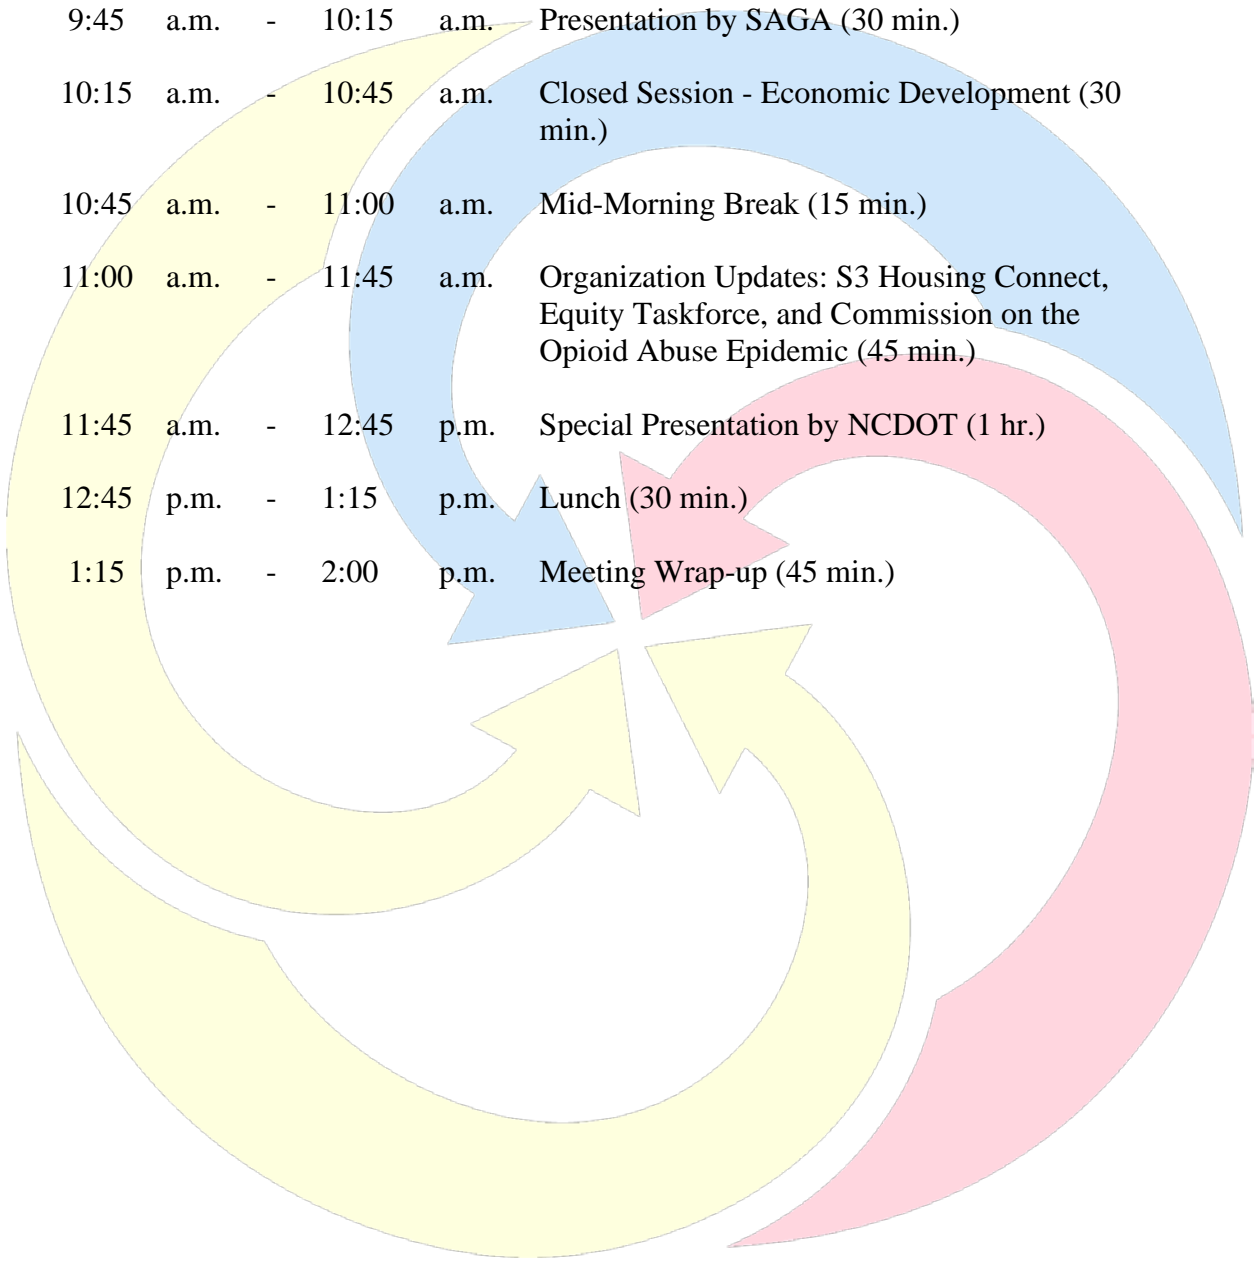 9:45 a.m. - 10:15 a.m. Presentation by SAGA (30 min.)
10:15 a.m. - 10:45 a.m. Closed Session - Economic Development (30
min.)
10:45 a.m. - 11:00 a.m. Mid-Morning Break (15 min.)
11:00 a.m. - 11:45 a.m. Organization Updates: S3 Housing Connect,
Equity Taskforce, and Commission on the
Opioid Abuse Epidemic (45 min.)
11:45 a.m. - 12:45 p.m. Special Presentation by NCDOT (1 hr.)
12:45 p.m. - 1:15 p.m. Lunch (30 min.)
1:15 p.m. - 2:00 p.m. Meeting Wrap-up (45 min.)